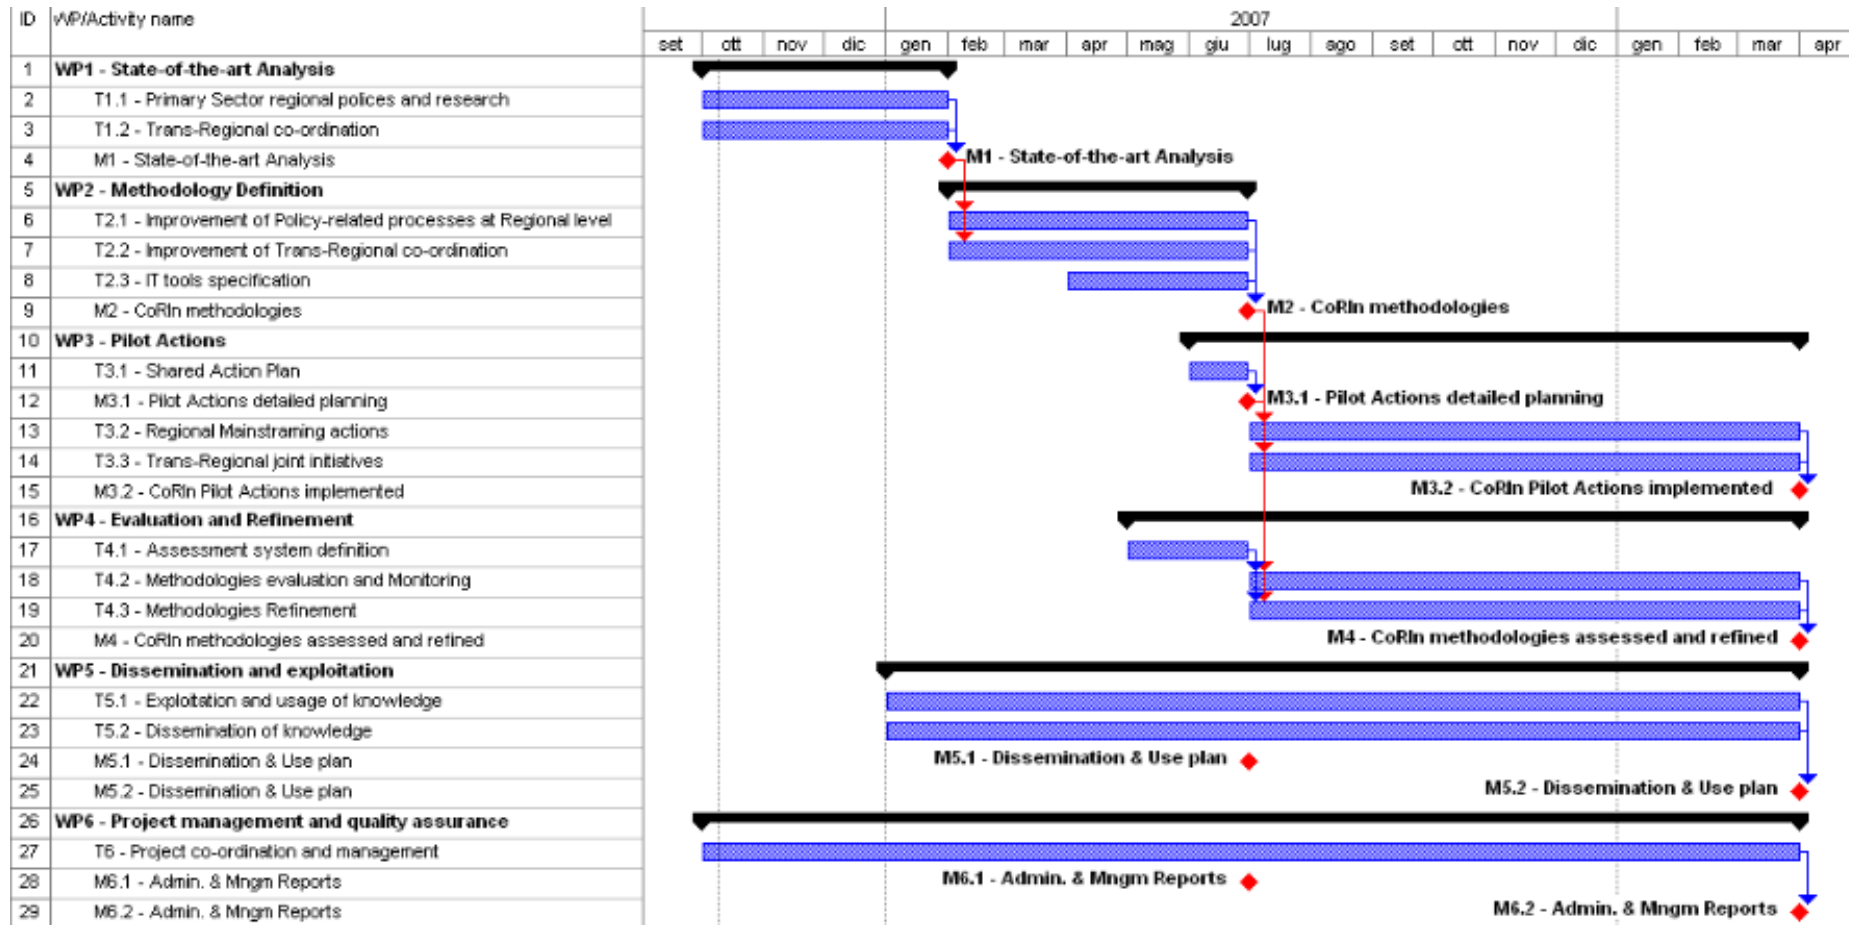 ID WP/Activity name 2007
set ott nov dic gen feb mar apr mag giu lug ago set ott nov dic gen feb mar apr
1 WP1 - State-of-the-art Analysis
2 T1.1 - Primary Sector regional polices and research
3 T1.2 - Trans-Regional co-ordination
4 M1 - State-of-the-art Analysis M1 - State-of-the-art Analysis
5 WP2 - Methodology Definition
6 T2.1 - Improvement of Policy-related processes at Regional level
7 T2.2 - Improvement of Trans-Regional co-ordination
8 T2.3 - IT tools specification
9 M2 - CoRIn methodologies M2 - CoRIn methodologies
10 WP3 - Pilot Actions
11 T3.1 - Shared Action Plan
12 M3.1 - Pilot Actions detailed planning M3.1 - Pilot Actions detailed planning
13 T3.2 - Regional Mainstraming actions
14 T3.3 - Trans-Regional joint initiatives
15 M3.2 - CoRIn Pilot Actions implemented M3.2 - CoRIn Pilot Actions implemented
16 WP4 - Evaluation and Refinement
17 T4.1 - Assessment system definition
18 T4.2 - Methodologies evaluation and Monitoring
19 T4.3 - Methodologies Refinement
20 M4 - CoRIn methodologies assessed and refined M4 - CoRIn methodologies assessed and refined
21 WP5 - Dissemination and exploitation
22 T5.1 - Exploitation and usage of knowledge
23 T5.2 - Dissemination of knowledge
24 M5.1 - Dissemination & Use plan M5.1 - Dissemination & Use plan
25 M5.2 - Dissemination & Use plan M5.2 - Dissemination & Use plan
26 WP6 - Project management and quality assurance
27 T6 - Project co-ordination and management
28 M6.1 - Admin. & Mngm Reports M6.1 - Admin. & Mngm Reports
29 M6.2 - Admin. & Mngm Reports M6.2 - Admin. & Mngm Reports